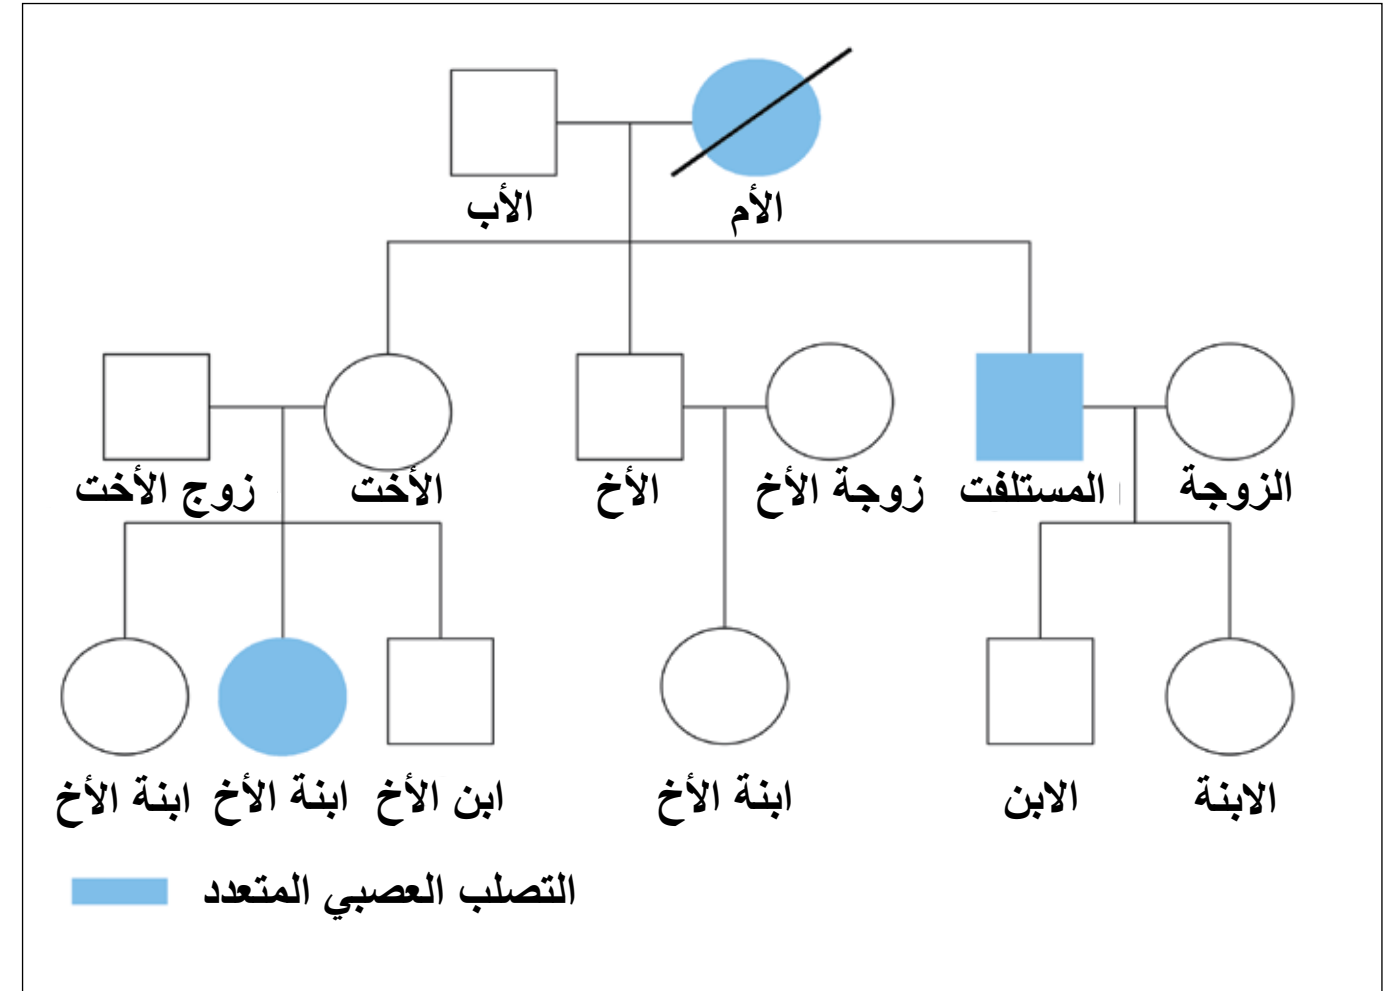 الأم
الأب
الزوجة
المستلفت
زوجة الأخ
الأخ
الأخت
زوج الأخت
الابنة
الابن
ابنة الأخ
ابن الأخ
ابنة الأخ
ابنة الأخ
التصلب العصبي المتعدد